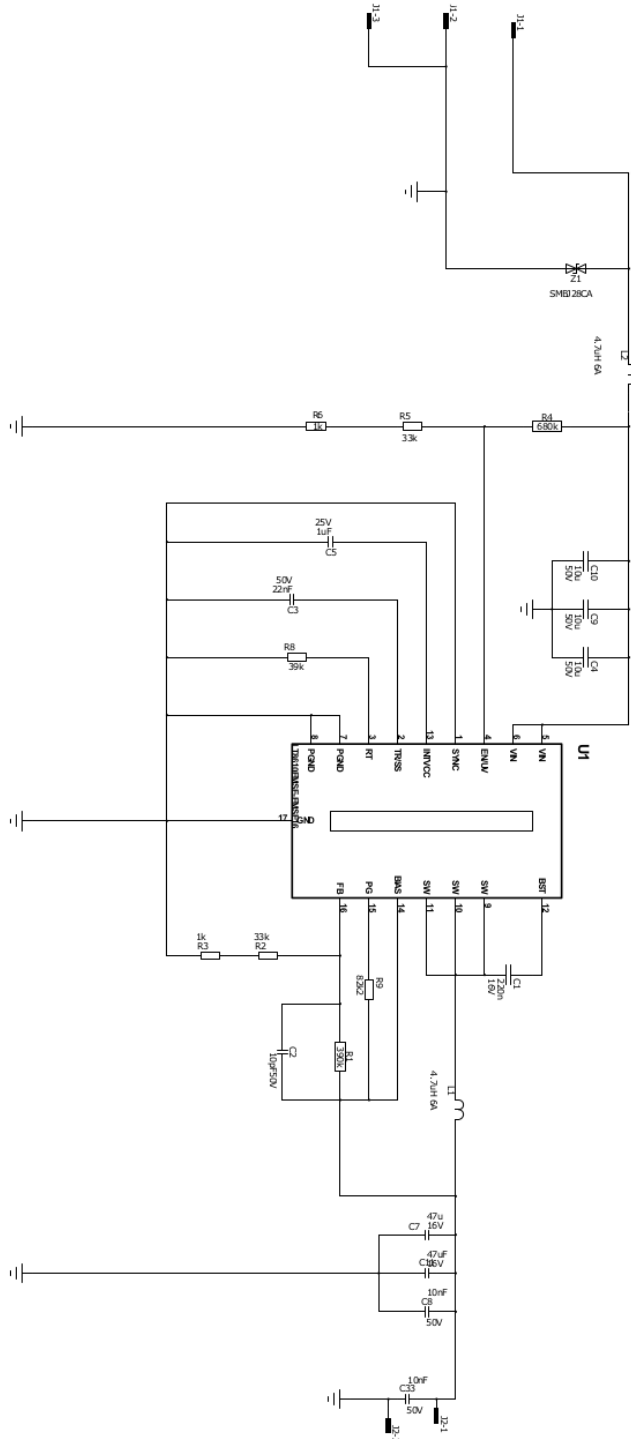 J1-3
J1-2
J1-1
Z1
SMBJ28CA
L2
4.7uH 6A
R6
1k
R5
33k
R4
680k
25V
1uF
C5
50V
22nF
C3
R8
39k
C10
10u
50V
C9
10u
50V
C4
10u
50V
U1
8
7
3
2
13
1
4
6
5
PGND
PGND
RT
TR/SS
INTVCC
SYNC
EN/UV
VIN
VIN
17
GND
FB
PG
BIAS
SW
SW
SW
BST
16
15
14
11
10
9
12
1k
R3
33k
R2
R9
82k2
C1
220n
16V
R1
390k
C2
10pF50V
L1
4.7uH 6A
47u
16V
C7
47uF
16V
10nF
C8
50V
10nF
C33
50V
J2-1